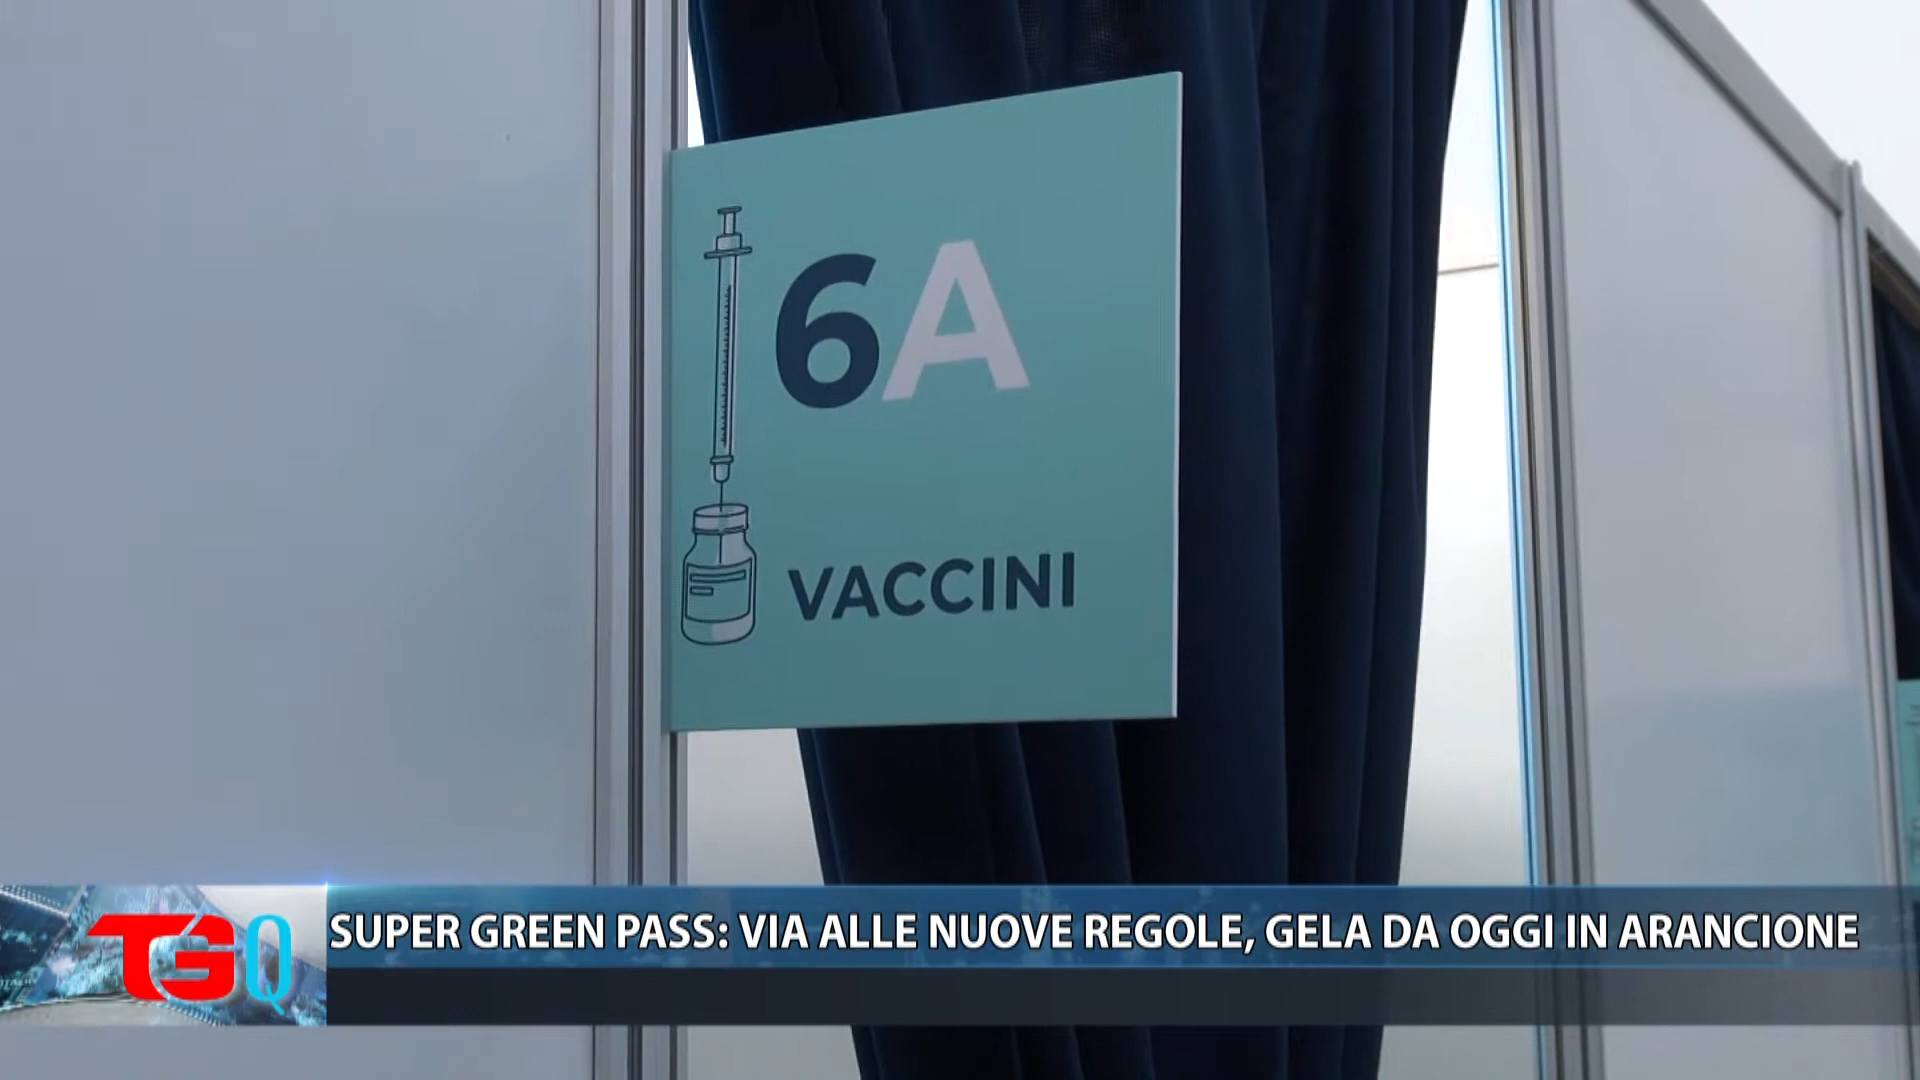 6A
VACCINI
TGQ
SUPER GREEN PASS: VIA ALLE NUOVE REGOLE, GELA DA OGGI IN ARANCIONE